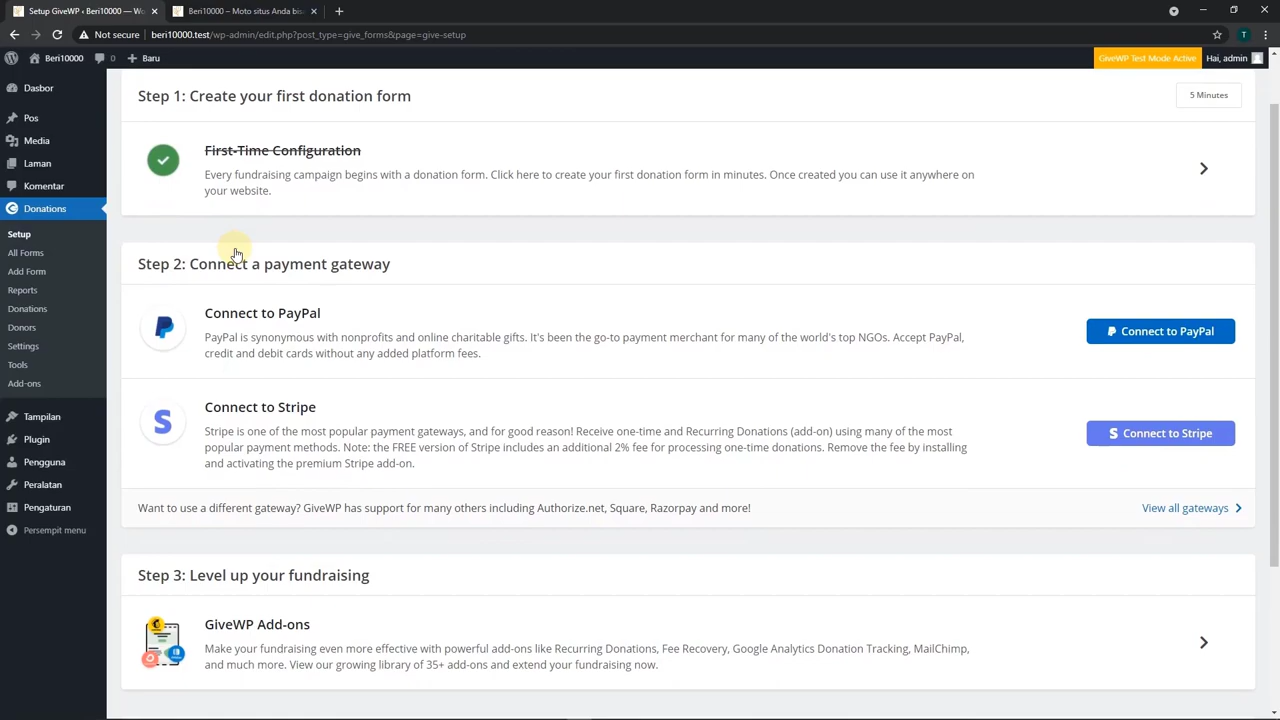 Setup GiveWP ‹ Beri10000 — Wo
Beri10000 – Moto situs Anda bis
Not secure
beri10000.test/wp-admin/edit.php?post_type=give_forms&page=give-setup
T
Beri10000
0
Baru
GiveWP Test Mode Active
Hai, admin
Dasbor
Pos
Media
Laman
Komentar
Donations
Setup
All Forms
Add Form
Reports
Donations
Donors
Settings
Tools
Add-ons
Tampilan
Plugin
Pengguna
Peralatan
Pengaturan
Persempit menu
Step 1: Create your first donation form
5 Minutes
First-Time Configuration
Every fundraising campaign begins with a donation form. Click here to create your first donation form in minutes. Once created you can use it anywhere on
your website.
Step 2: Connect a payment gateway
Connect to PayPal
PayPal is synonymous with nonprofits and online charitable gifts. It's been the go-to payment merchant for many of the world's top NGOs. Accept PayPal,
credit and debit cards without any added platform fees.
Connect to PayPal
Connect to Stripe
Stripe is one of the most popular payment gateways, and for good reason! Receive one-time and Recurring Donations (add-on) using many of the most
popular payment methods. Note: the FREE version of Stripe includes an additional 2% fee for processing one-time donations. Remove the fee by installing
and activating the premium Stripe add-on.
S Connect to Stripe
Want to use a different gateway? GiveWP has support for many others including Authorize.net, Square, Razorpay and more!
View all gateways
Step 3: Level up your fundraising
GiveWP Add-ons
Make your fundraising even more effective with powerful add-ons like Recurring Donations, Fee Recovery, Google Analytics Donation Tracking, MailChimp,
and much more. View our growing library of 35+ add-ons and extend your fundraising now.